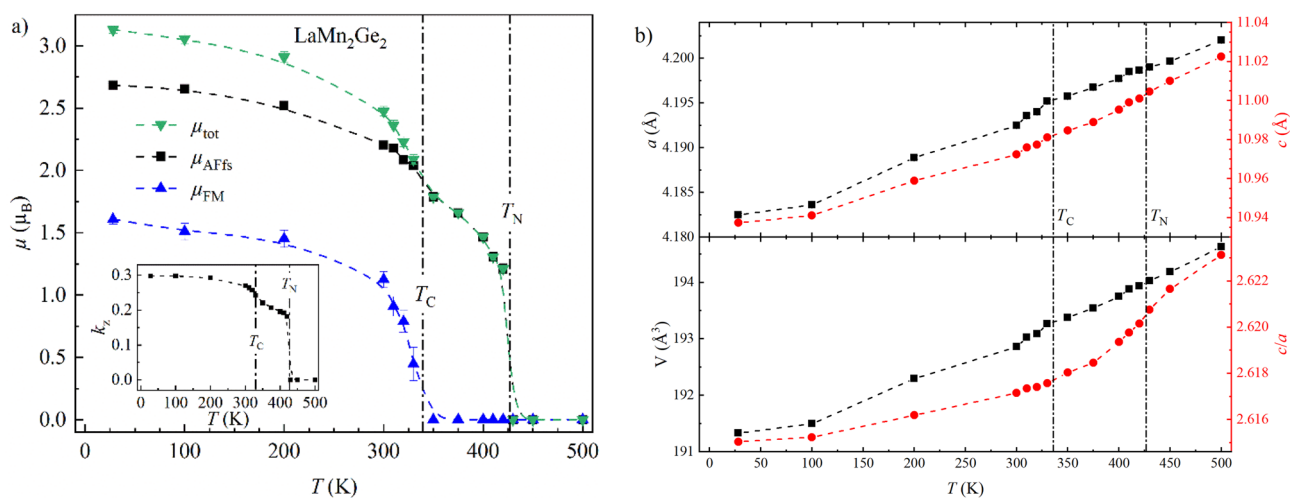 a)
LaMn₂Ge₂
3.0
2.5
2.0
1.5
1.0
0.5
0.0
μ (μB)
μtot
μAFfs
μFM
TC
TN
0.3
0.2
0.1
0.0
kz
TC
TN
0 100 200 300 400 500
T (K)
0 100 200 300 400 500
T (K)
b)
4.200
4.195
4.190
4.185
4.180
a (Å)
11.04
11.02
11.00
10.98
10.96
10.94
c (Å)
TC
TN
194
193
192
191
V (Å³)
2.622
2.620
2.618
2.616
c/a
0 50 100 150 200 250 300 350 400 450 500
T (K)